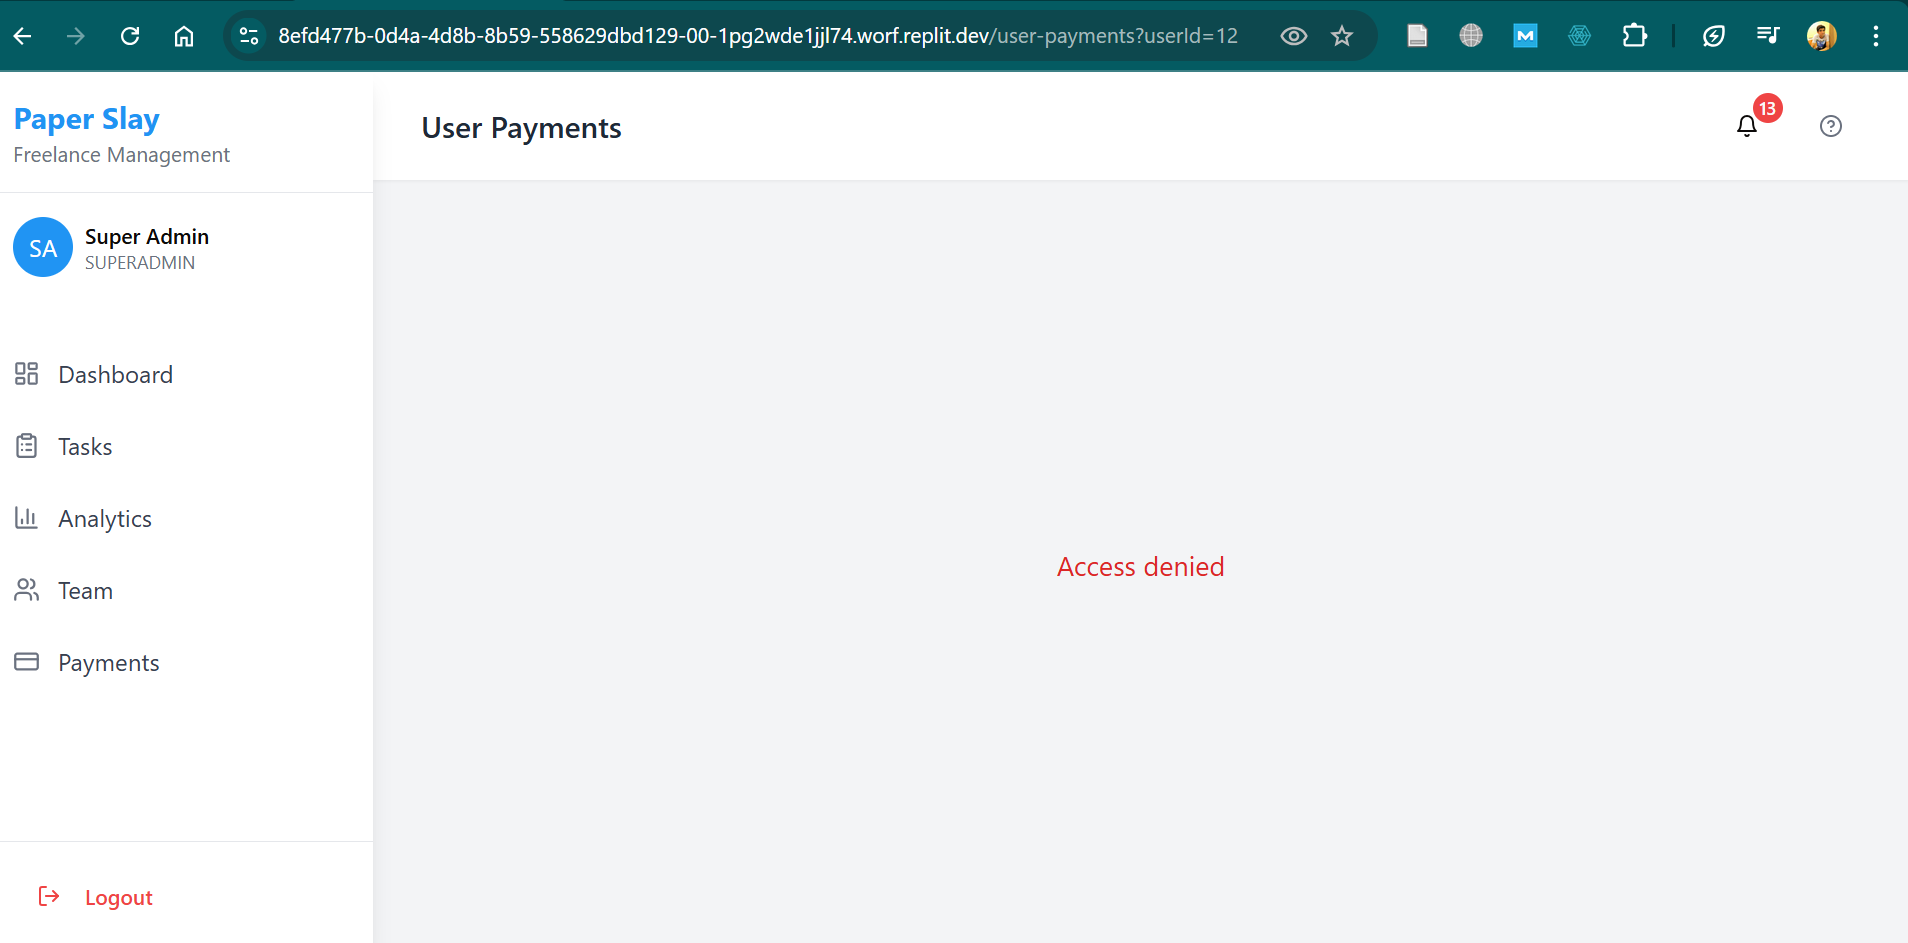 8efd477b-0d4a-4d8b-8b59-558629dbd129-00-1pg2wde1jjl74.worf.replit.dev/user-payments?userId=12
Paper Slay
Freelance Management
User Payments
13
SA
Super Admin
SUPERADMIN
Dashboard
Tasks
Analytics
Team
Payments
Access denied
Logout